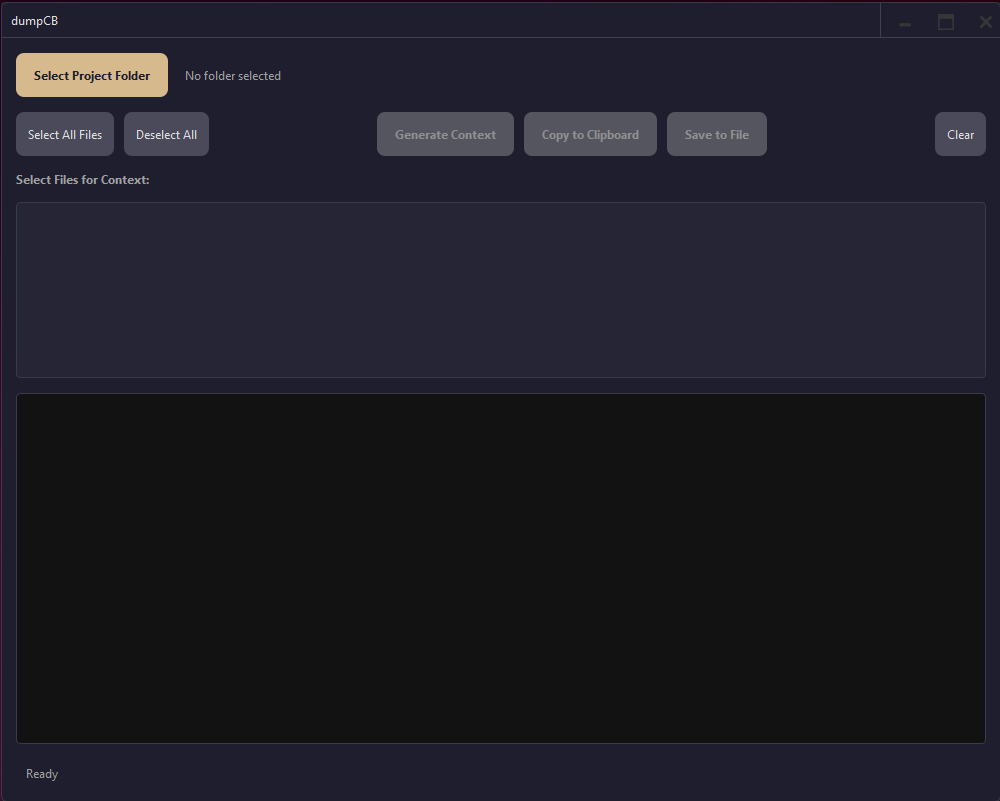 dumpCB
Select Project Folder No folder selected
Select All Files Deselect All Generate Context Copy to Clipboard Save to File Clear
Select Files for Context:
Ready